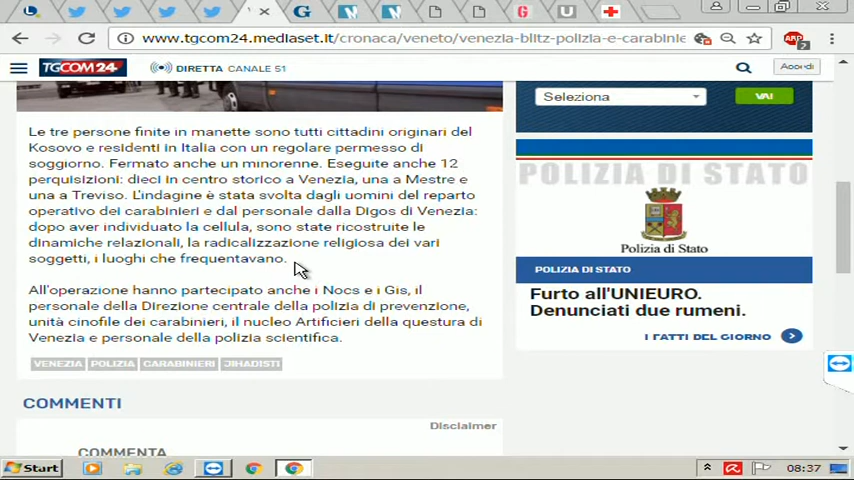 www.tgcom24.mediaset.it/cronaca/veneto/venezia-blitz-polizia-e-carabinie
TGCOM24
DIRETTA CANALE 51
Accedi
Seleziona
VAI
Le tre persone finite in manette sono tutti cittadini originari del
Kosovo e residenti in Italia con un regolare permesso di
soggiorno. Fermato anche un minorenne. Eseguite anche 12
perquisizioni: dieci in centro storico a Venezia, una a Mestre e
una a Treviso. L'indagine è stata svolta dagli uomini del reparto
operativo dei carabinieri e dal personale dalla Digos di Venezia:
dopo aver individuato la cellula, sono state ricostruite le
dinamiche relazionali, la radicalizzazione religiosa dei vari
soggetti, i luoghi che frequentavano.
All'operazione hanno partecipato anche i Nocs e i Gis, il
personale della Direzione centrale della polizia di prevenzione,
unità cinofile dei carabinieri, il nucleo Artificieri della questura di
Venezia e personale della polizia scientifica.
VENEZIA POLIZIA CARABINIERI JIHADISTI
COMMENTI
Disclaimer
COMMENTA
POLIZIA DI STATO
Polizia di Stato
POLIZIA DI STATO
Furto all'UNIEURO.
Denunciati due rumeni.
I FATTI DEL GIORNO
Start
08:37